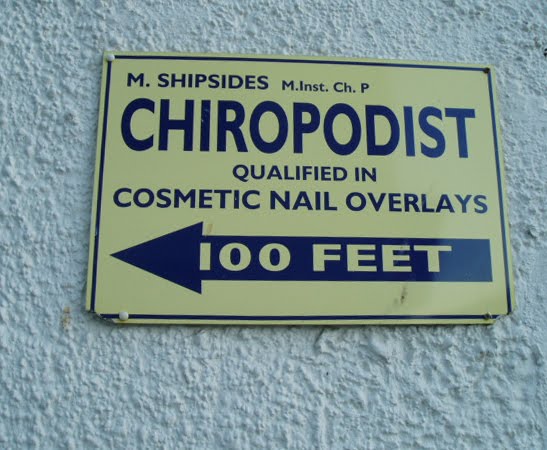 M. SHIPSIDES M.Inst. Ch. P
CHIROPODIST
QUALIFIED IN
COSMETIC NAIL OVERLAYS
100 FEET